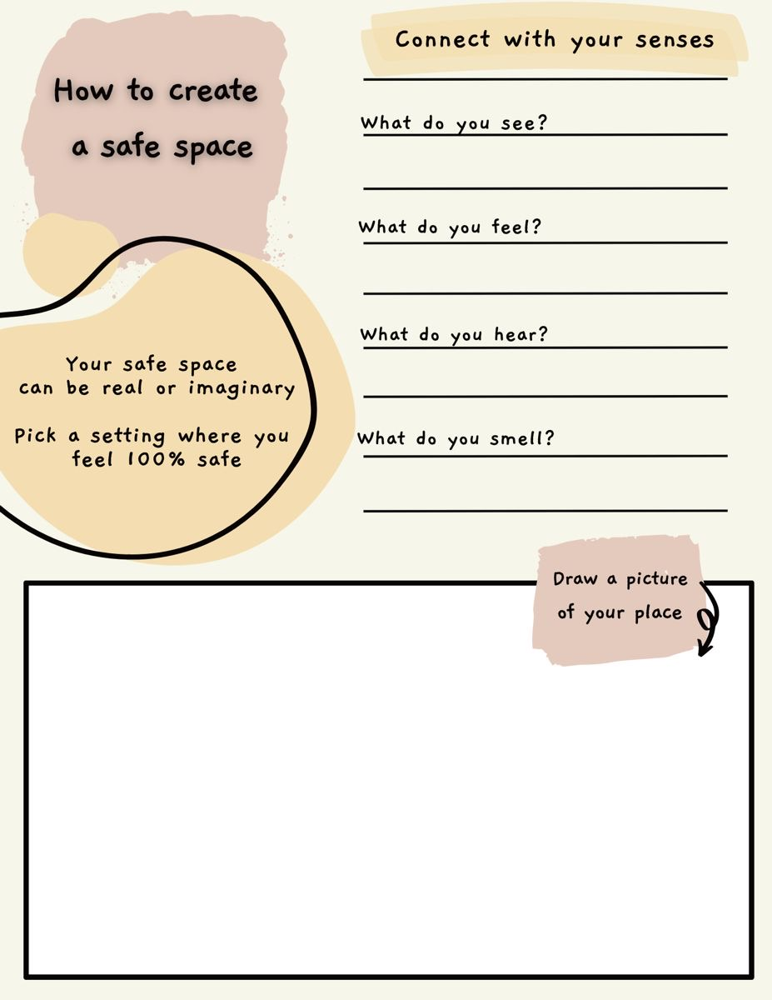 How to create
a safe space
Your safe space
can be real or imaginary
Pick a setting where you
feel 100% safe
Connect with your senses
What do you see?
What do you feel?
What do you hear?
What do you smell?
Draw a picture
of your place